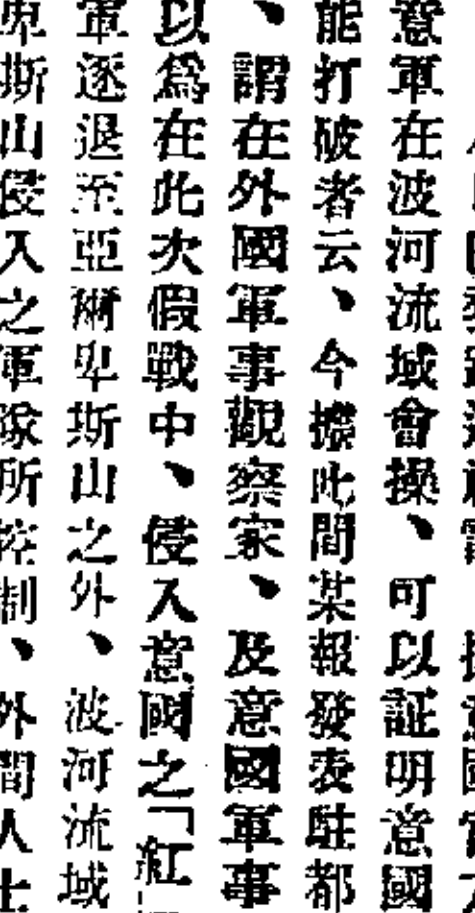 意軍在波河流域會操、可以証明意國
能打破者云、今據此間某報發表駐都
、謂在外國軍事觀察家、及意國軍事
以爲在此次假戰中、侵入意國之「紅
軍逐退至亞爾卑斯山之外、波河流域
卑斯山侵入之軍隊所控制、外間人士